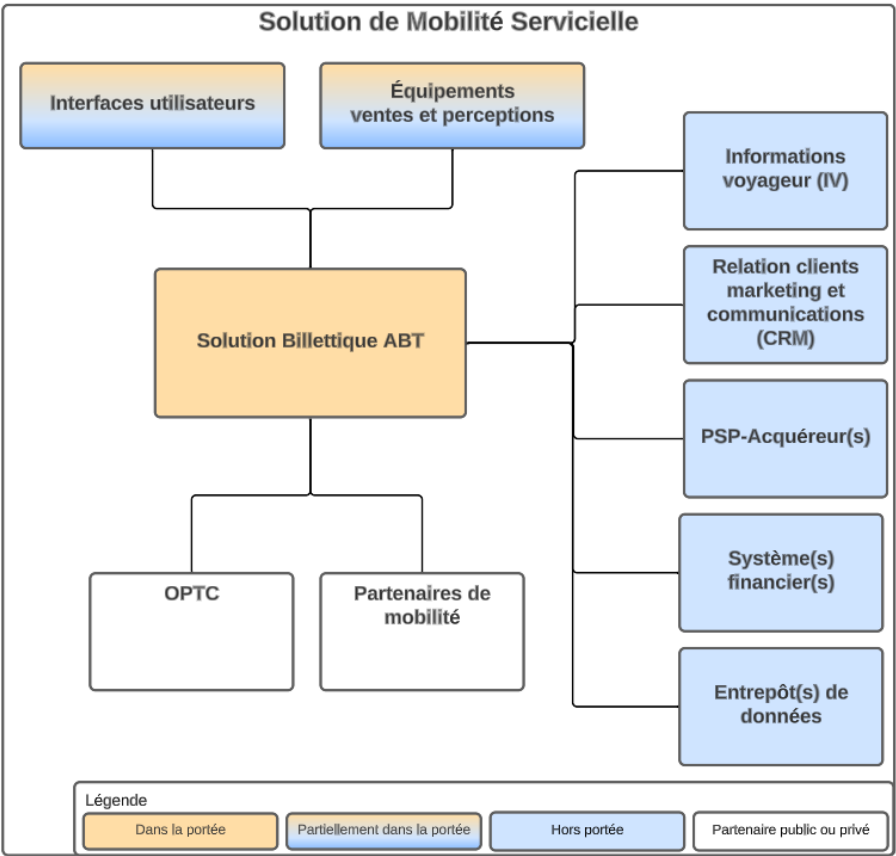 Solution de Mobilité Servicielle
Interfaces utilisateurs
Équipements
ventes et perceptions
Informations
voyageur (IV)
Relation clients
marketing et
communications
(CRM)
Solution Billettique ABT
PSP-Acquéreur(s)
Système(s)
financier(s)
OPTC
Partenaires de
mobilité
Entrepôt(s) de
données
Légende
Dans la portée
Partiellement dans la portée
Hors portée
Partenaire public ou privé